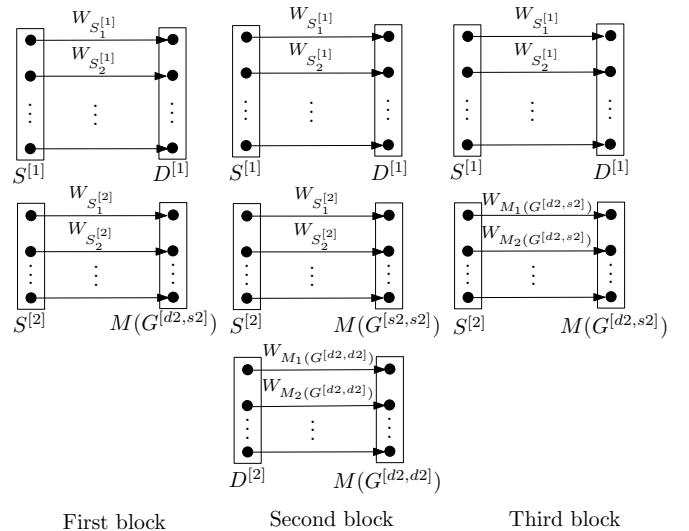 W_{S_1^{[1]}} W_{S_1^{[1]}} W_{S_1^{[1]}}
W_{S_2^{[1]}} W_{S_2^{[1]}} W_{S_2^{[1]}}
S^{[1]} D^{[1]} S^{[1]} D^{[1]} S^{[1]} D^{[1]}
W_{S_1^{[2]}} W_{S_1^{[2]}} W_{M_1(G^{[d2,s2]})}
W_{S_2^{[2]}} W_{S_2^{[2]}} W_{M_2(G^{[d2,s2]})}
S^{[2]} M(G^{[d2,s2]}) S^{[2]} M(G^{[s2,s2]}) S^{[2]} M(G^{[d2,s2]})
W_{M_1(G^{[d2,d2]})}
W_{M_2(G^{[d2,d2]})}
D^{[2]} M(G^{[d2,d2]})
First block Second block Third block